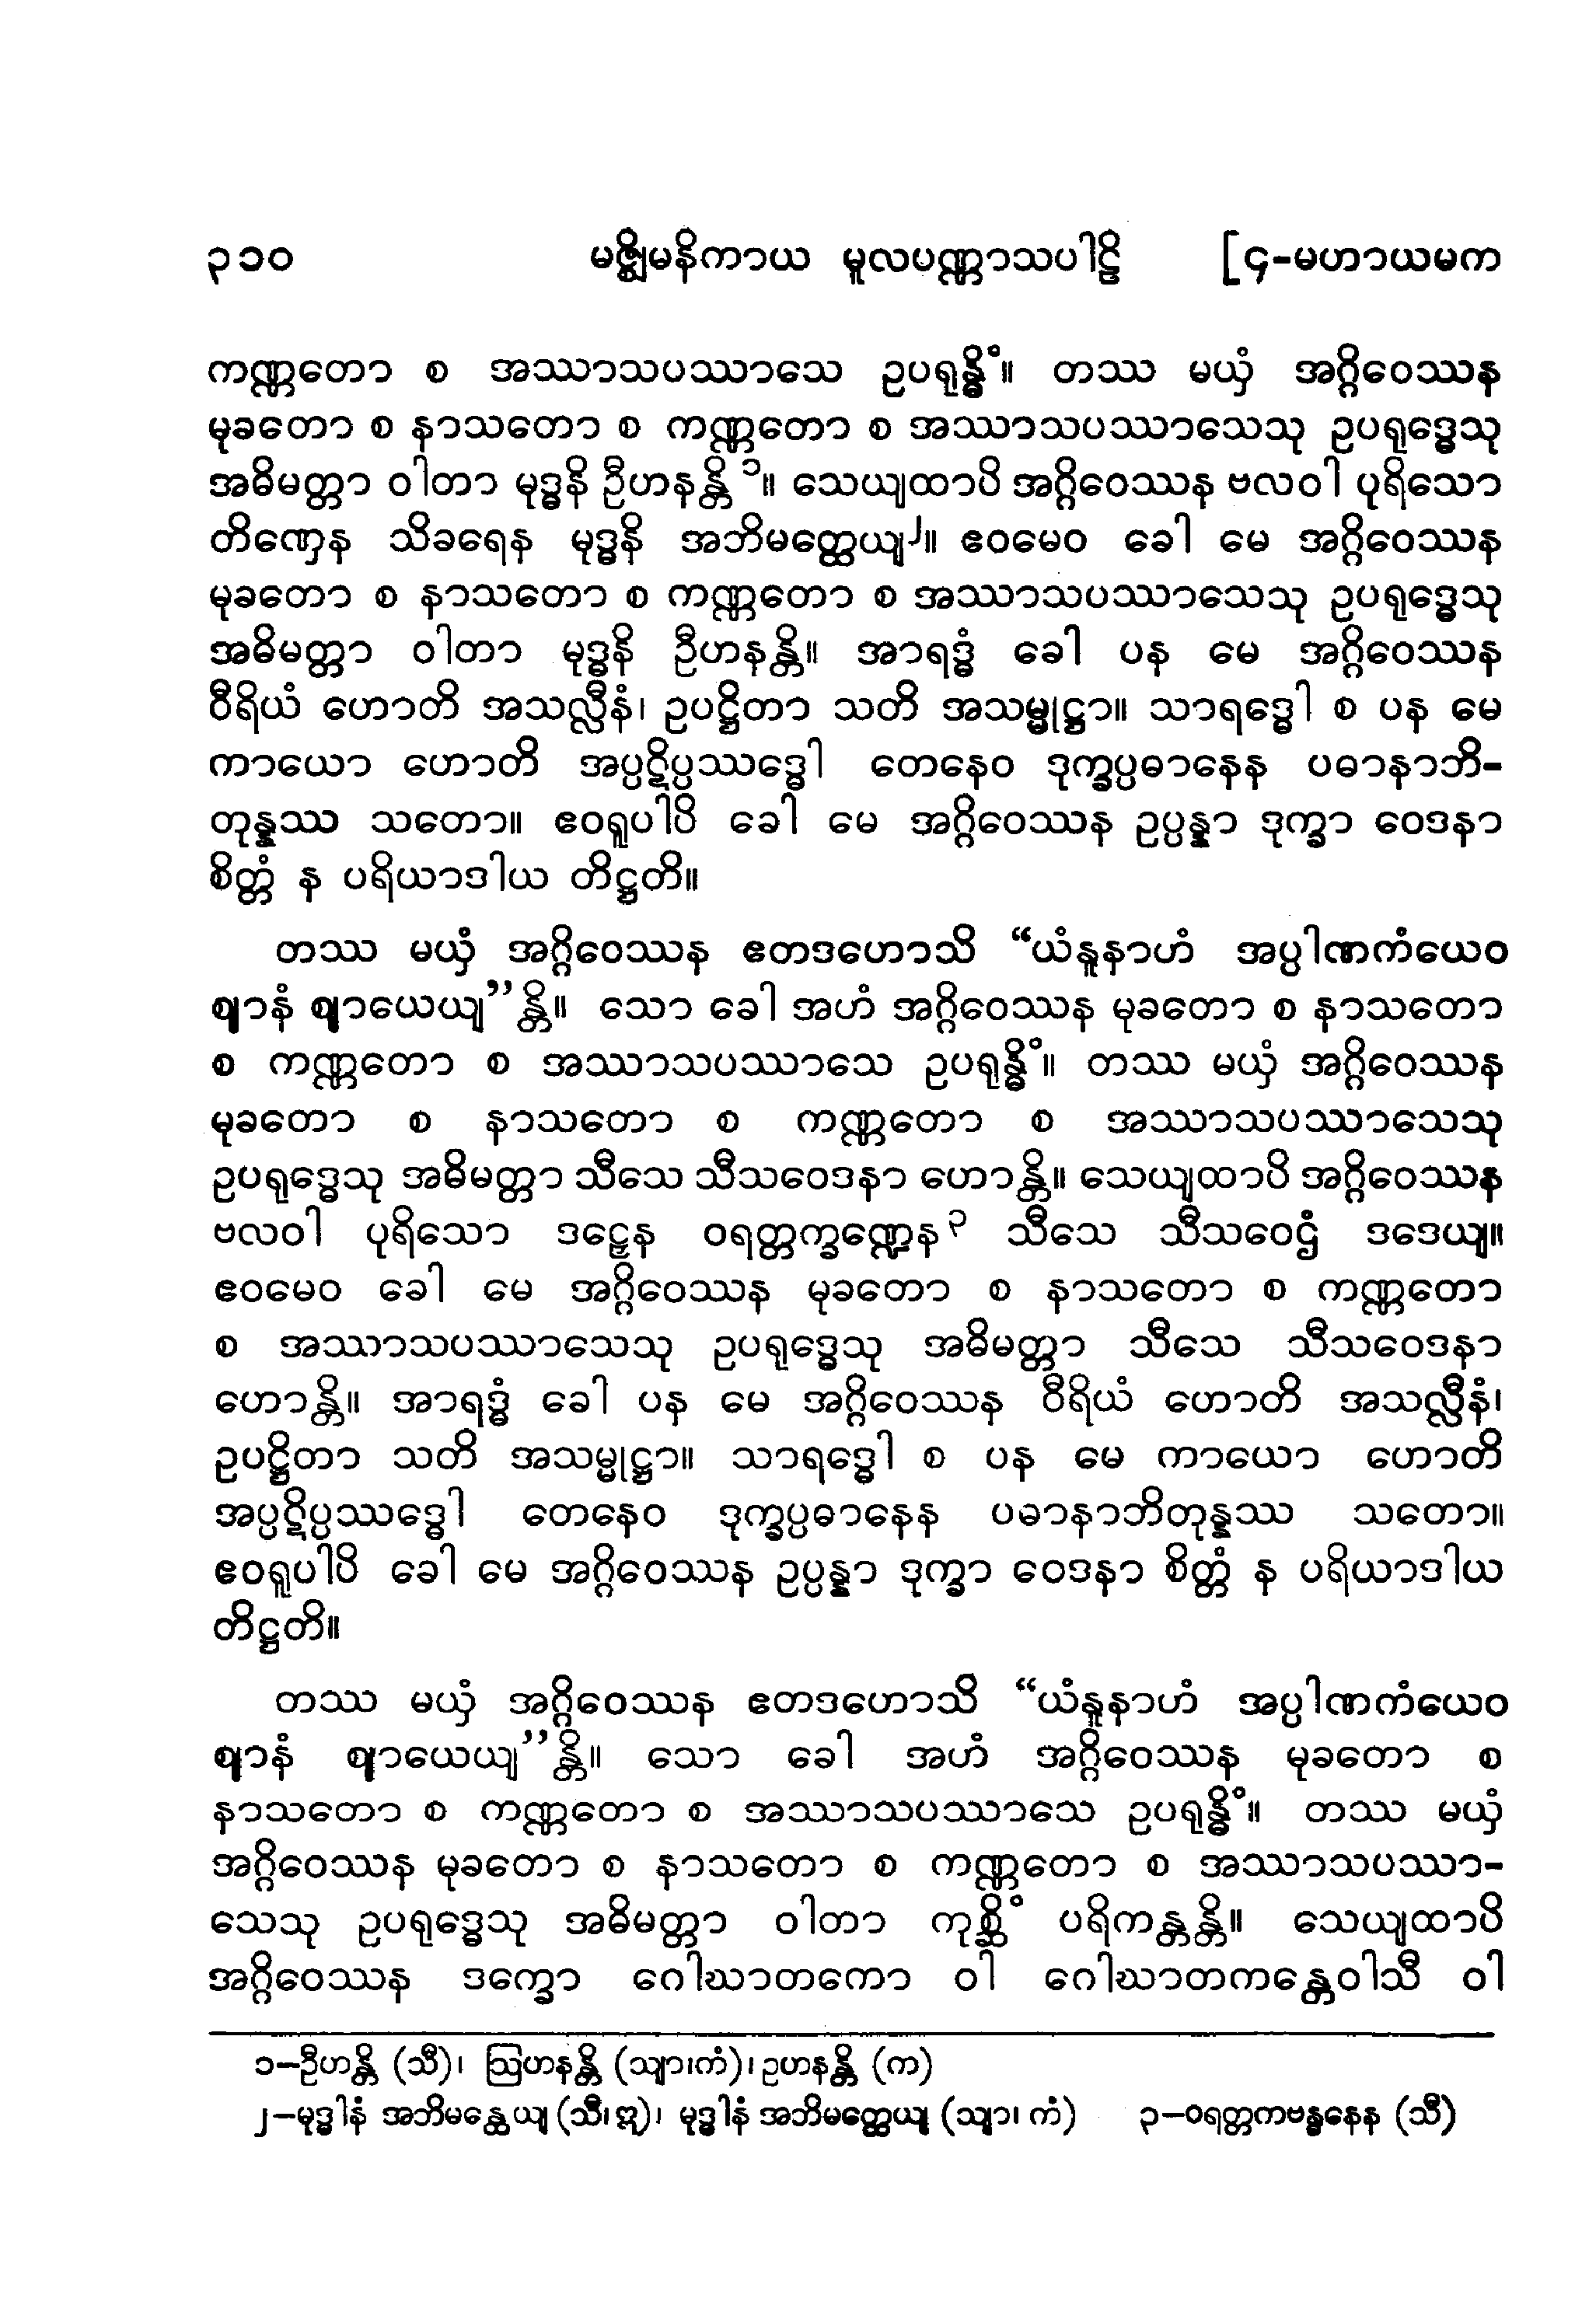 ၃၁၀ မဇ္ဈိမနိကာယ မူလပဏ္ဏာသပါဠိ [၄-မဟာယမက
ကဏ္ဏတော စ အဿာသပဿာသေ ဥပရုန္ဓိံ။ တဿ မယှံ အဂ္ဂိဝေဿန
မုခတော စ နာသတော စ ကဏ္ဏတော စ အဿာသပဿာသေသု ဥပရုဒ္ဓေသု
အဓိမတ္တာ ဝါတာ မုဒ္ဓနိ ဦဟနန္တိ ၁။ သေယျထာပိ အဂ္ဂိဝေဿန ဗလဝါ ပုရိသော
တိဏှေန သိခရေန မုဒ္ဓနိ အဘိမတ္ထေယျ၂။ ဧဝမေဝ ခေါ မေ အဂ္ဂိဝေဿန
မုခတော စ နာသတော စ ကဏ္ဏတော စ အဿာသပဿာသေသု ဥပရုဒ္ဓေသု
အဓိမတ္တာ ဝါတာ မုဒ္ဓနိ ဦဟနန္တိ။ အာရဒ္ဓံ ခေါ ပန မေ အဂ္ဂိဝေဿန
ဝီရိယံ ဟောတိ အသလ္လီနံ၊ ဥပဋ္ဌိတာ သတိ အသမ္မုဋ္ဌာ။ သာရဒ္ဓေါ စ ပန မေ
ကာယော ဟောတိ အပ္ပဋိပ္ပဿဒ္ဓေါ တေနေဝ ဒုက္ခပ္ပဓာနေန ပဓာနာဘိ-
တုန္နဿ သတော။ ဧဝရူပါပိ ခေါ မေ အဂ္ဂိဝေဿန ဥပ္ပန္နာ ဒုက္ခာ ဝေဒနာ
စိတ္တံ န ပရိယာဒါယ တိဋ္ဌတိ။
တဿ မယှံ အဂ္ဂိဝေဿန ဧတဒဟောသိ “ယံနူနာဟံ အပ္ပါဏကံယေဝ
ဈာနံ ဈာယေယျ”န္တိ။ သော ခေါ အဟံ အဂ္ဂိဝေဿန မုခတော စ နာသတော
စ ကဏ္ဏတော စ အဿာသပဿာသေ ဥပရုန္ဓိံ။ တဿ မယှံ အဂ္ဂိဝေဿန
မုခတော စ နာသတော စ ကဏ္ဏတော စ အဿာသပဿာသေသု
ဥပရုဒ္ဓေသု အဓိမတ္တာ သီသေ သီသဝေဒနာ ဟောန္တိ။ သေယျထာပိ အဂ္ဂိဝေဿန
ဗလဝါ ပုရိသော ဒဠှေန ဝရတ္တက္ခဏ္ဍေန၃ သီသေ သီသဝေဌံ ဒဒေယျ။
ဧဝမေဝ ခေါ မေ အဂ္ဂိဝေဿန မုခတော စ နာသတော စ ကဏ္ဏတော
စ အဿာသပဿာသေသု ဥပရုဒ္ဓေသု အဓိမတ္တာ သီသေ သီသဝေဒနာ
ဟောန္တိ။ အာရဒ္ဓံ ခေါ ပန မေ အဂ္ဂိဝေဿန ဝီရိယံ ဟောတိ အသလ္လီနံ၊
ဥပဋ္ဌိတာ သတိ အသမ္မုဋ္ဌာ။ သာရဒ္ဓေါ စ ပန မေ ကာယော ဟောတိ
အပ္ပဋိပ္ပဿဒ္ဓေါ တေနေဝ ဒုက္ခပ္ပဓာနေန ပဓာနာဘိတုန္နဿ သတော။
ဧဝရူပါပိ ခေါ မေ အဂ္ဂိဝေဿန ဥပ္ပန္နာ ဒုက္ခာ ဝေဒနာ စိတ္တံ န ပရိယာဒါယ
တိဋ္ဌတိ။
တဿ မယှံ အဂ္ဂိဝေဿန ဧတဒဟောသိ “ယံနူနာဟံ အပ္ပါဏကံယေဝ
ဈာနံ ဈာယေယျ”န္တိ။ သော ခေါ အဟံ အဂ္ဂိဝေဿန မုခတော စ
နာသတော စ ကဏ္ဏတော စ အဿာသပဿာသေ ဥပရုန္ဓိံ။ တဿ မယှံ
အဂ္ဂိဝေဿန မုခတော စ နာသတော စ ကဏ္ဏတော စ အဿာသပဿာ-
သေသု ဥပရုဒ္ဓေသု အဓိမတ္တာ ဝါတာ ကုစ္ဆိံ ပရိကန္တန္တိ။ သေယျထာပိ
အဂ္ဂိဝေဿန ဒက္ခော ဂေါဃာတကော ဝါ ဂေါဃာတကန္တေဝါသီ ဝါ
၁–ဦဟန္တိ (သီ)၊ ဩဟနန္တိ (သျာ၊ကံ)၊ ဥဟနန္တိ (က)
၂–မုဒ္ဓါနံ အဘိမန္ထေယျ (သီ၊ဣ)၊ မုဒ္ဓါနံ အဘိမတ္ထေယျ (သျာ၊ ကံ) ၃–ဝရတ္တကဗန္ဓနေန (သီ)